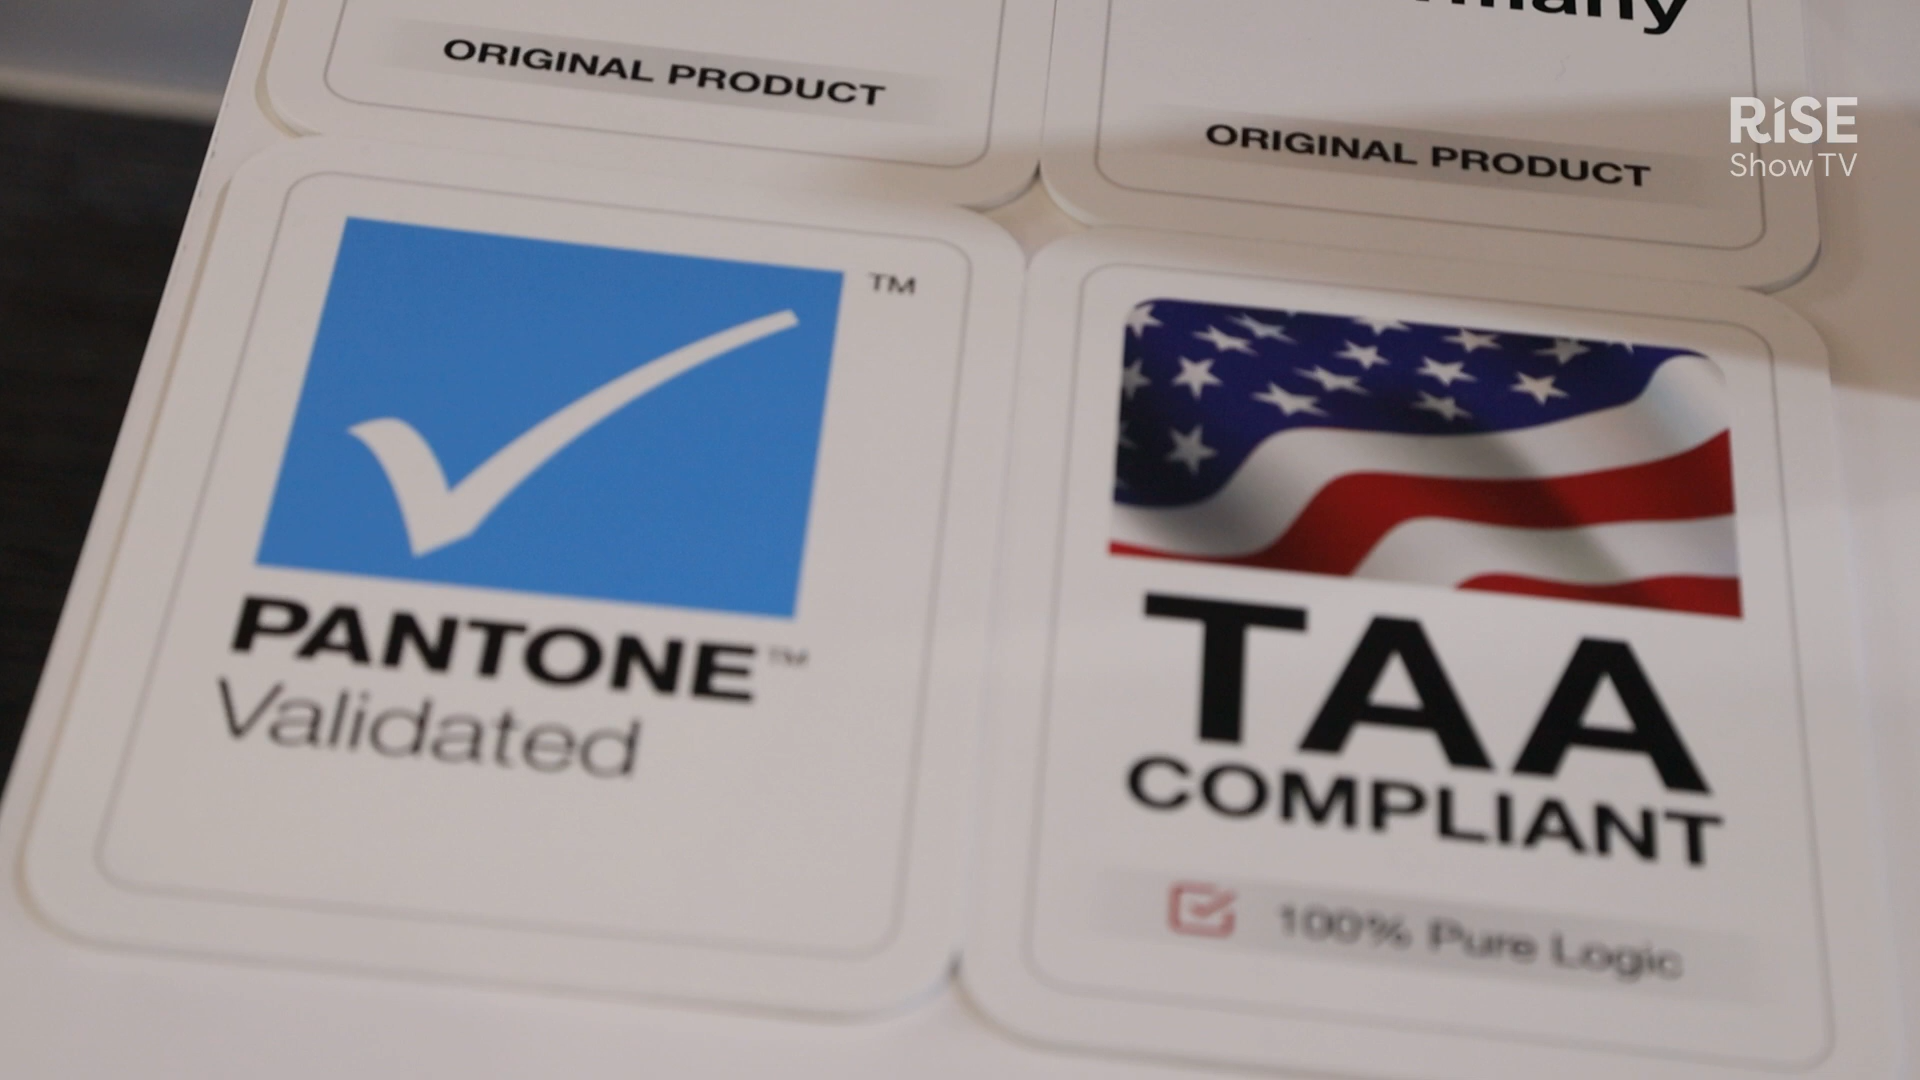 ORIGINAL PRODUCT
ORIGINAL PRODUCT
RiSE
Show TV
TM
PANTONE™
Validated
TAA
COMPLIANT
100% Pure Logic